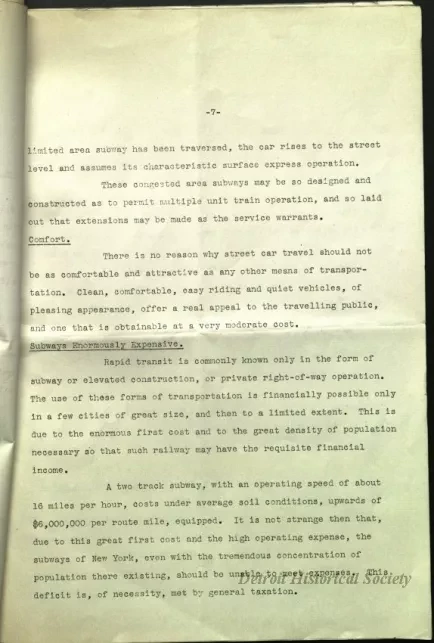 -7-
limited area subway has been traversed, the car rises to the street
level and assumes its characteristic surface express operation.
These congested area subways may be so designed and
constructed as to permit multiple unit train operation, and so laid
out that extensions may be made as the service warrants.
Comfort.
There is no reason why street car travel should not
be as comfortable and attractive as any other means of transpor-
tation. Clean, comfortable, easy riding and quiet vehicles, of
pleasing appearance, offer a real appeal to the travelling public,
and one that is obtainable at a very moderate cost.
Subways Enormously Expensive.
Rapid transit is commonly known only in the form of
subway or elevated construction, or private right-of-way operation.
The use of these forms of transportation is financially possible only
in a few cities of great size, and then to a limited extent. This is
due to the enormous first cost and to the great density of population
necessary so that such railway may have the requisite financial
income.
A two track subway, with an operating speed of about
16 miles per hour, costs under average soil conditions, upwards of
$6,000,000 per route mile, equipped. It is not strange then that,
due to this great first cost and the high operating expense, the
subways of New York, even with the tremendous concentration of
population there existing, should be unable to meet expenses. This
deficit is, of necessity, met by general taxation.
Detroit Historical Society